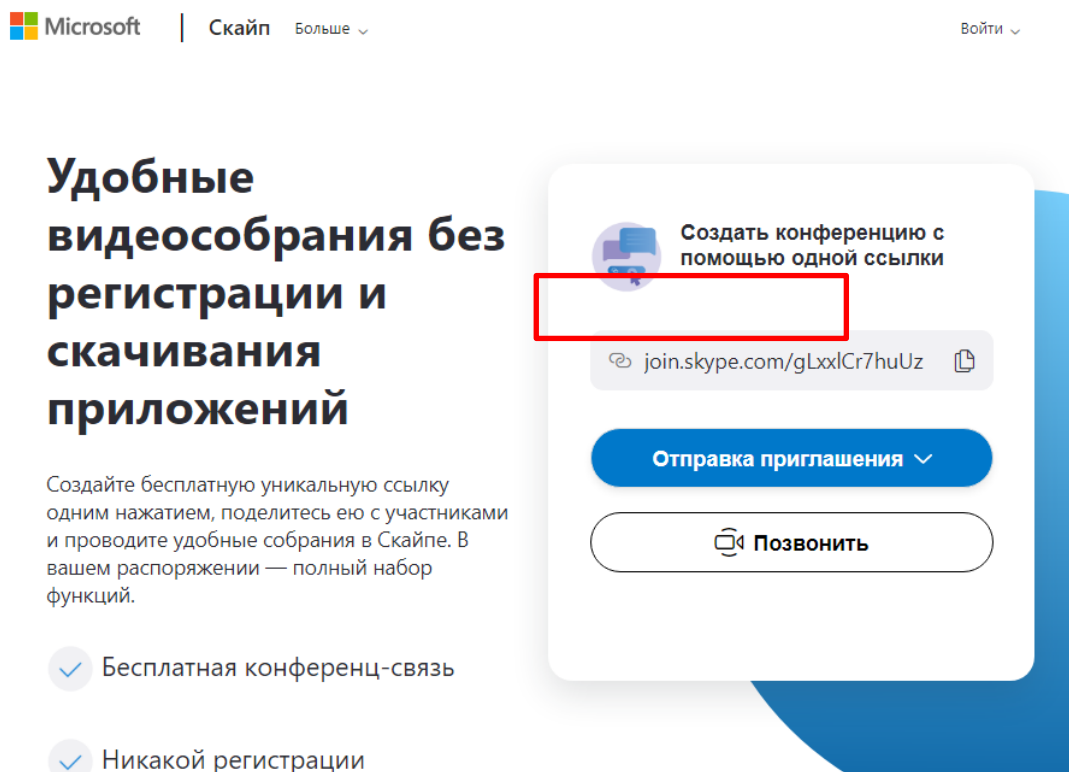 Microsoft
Скайп
Больше
Войти
Удобные
видеособрания без
регистрации и
скачивания
приложений
Создайте бесплатную уникальную ссылку
одним нажатием, поделитесь ею с участниками
и проводите удобные собрания в Скайпе. В
вашем распоряжении — полный набор
функций.
Бесплатная конференц-связь
Никакой регистрации
Создать конференцию с
помощью одной ссылки
join.skype.com/gLxxlCr7huUz
Отправка приглашения
Позвонить